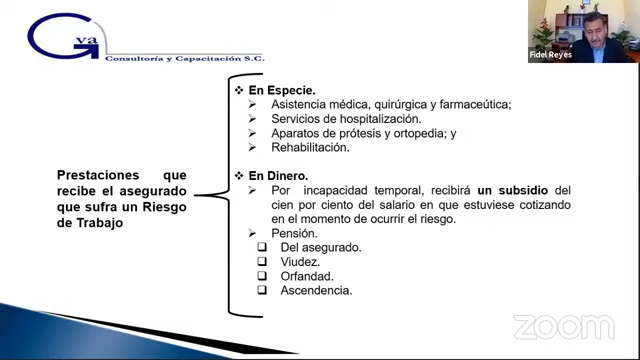 Gva
Consultoría y Capacitación S.C.
Fidel Reyes
Prestaciones que
recibe el asegurado
que sufra un Riesgo
de Trabajo
❖ En Especie.
➢ Asistencia médica, quirúrgica y farmaceútica;
➢ Servicios de hospitalización.
➢ Aparatos de prótesis y ortopedia; y
➢ Rehabilitación.
❖ En Dinero.
➢ Por incapacidad temporal, recibirá un subsidio del
cien por ciento del salario en que estuviese cotizando
en el momento de ocurrir el riesgo.
➢ Pensión.
❑ Del asegurado.
❑ Viudez.
❑ Orfandad.
❑ Ascendencia.
zoom